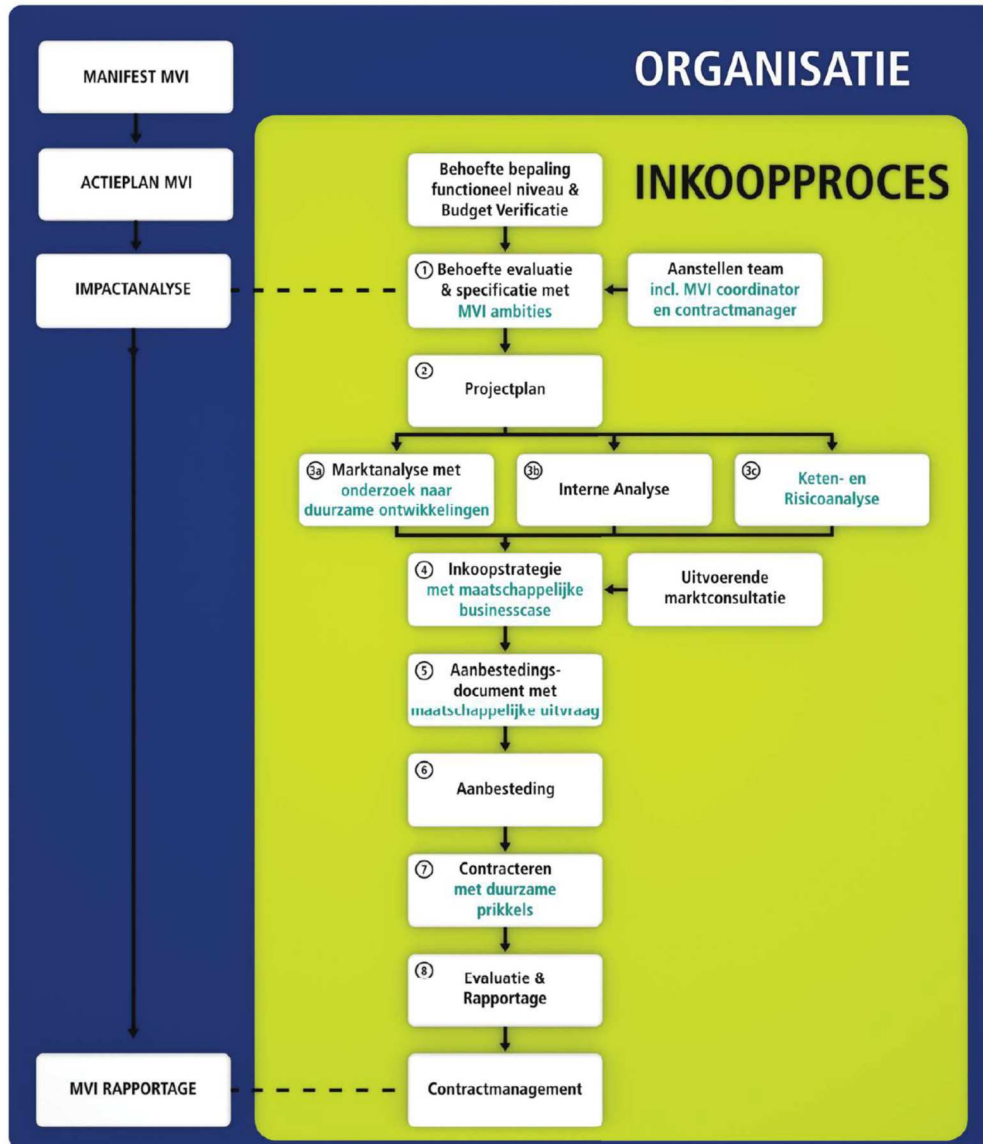 ORGANISATIE
MANIFEST MVI
ACTIEPLAN MVI
IMPACTANALYSE
MVI RAPPORTAGE
INKOOPPROCES
Behoefte bepaling
functioneel niveau &
Budget Verificatie
1 Behoefte evaluatie
& specificatie met
MVI ambities
Aanstellen team
incl. MVI coordinator
en contractmanager
2
Projectplan
3a Marktanalyse met
onderzoek naar
duurzame ontwikkelingen
3b
Interne Analyse
3c Keten- en
Risicoanalyse
4 Inkoopstrategie
met maatschappelijke
businesscase
Uitvoerende
marktconsultatie
5 Aanbestedings-
document met
maatschappelijke uitvraag
6
Aanbesteding
7 Contracteren
met duurzame
prikkels
8
Evaluatie &
Rapportage
Contractmanagement